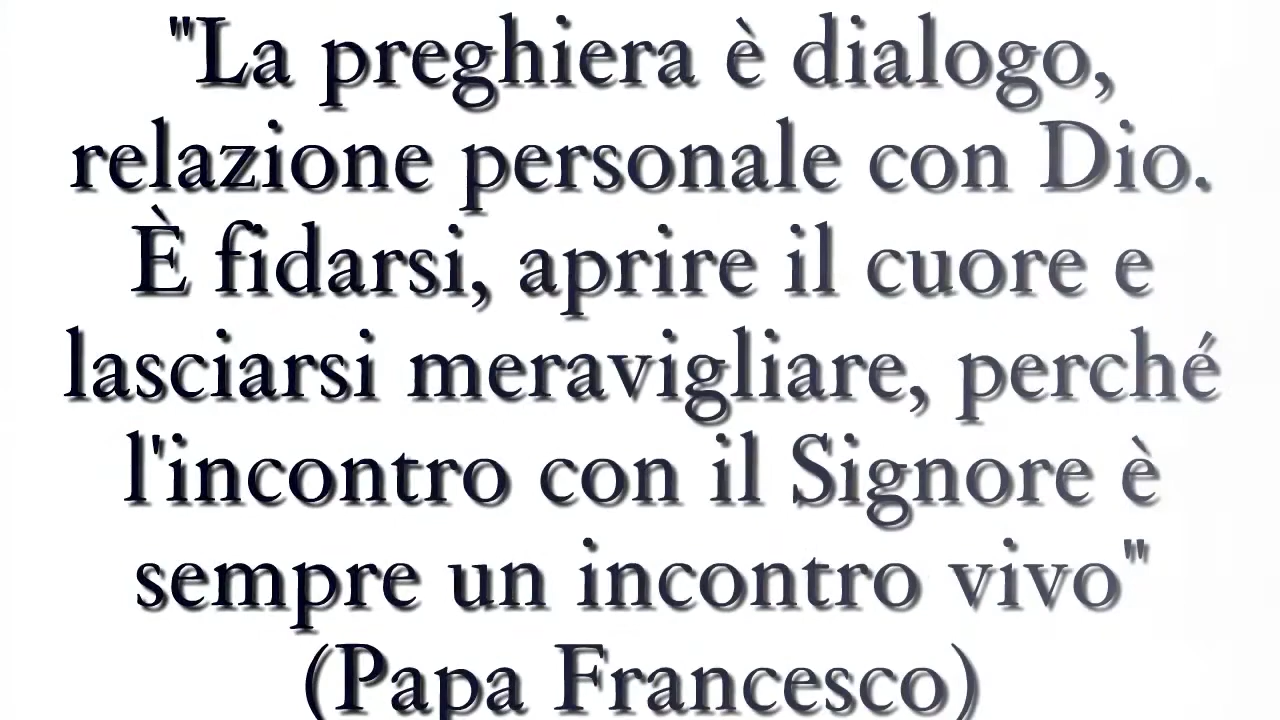 "La preghiera è dialogo,
relazione personale con Dio.
È fidarsi, aprire il cuore e
lasciarsi meravigliare, perché
l'incontro con il Signore è
sempre un incontro vivo"
(Papa Francesco)